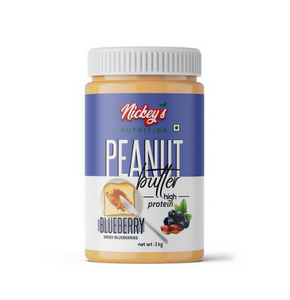 Nickey's
NUTRITION
PEANUT
butter
high
protein
BLUEBERRY
DRIED BLUEBERRIES
net wt:1kg